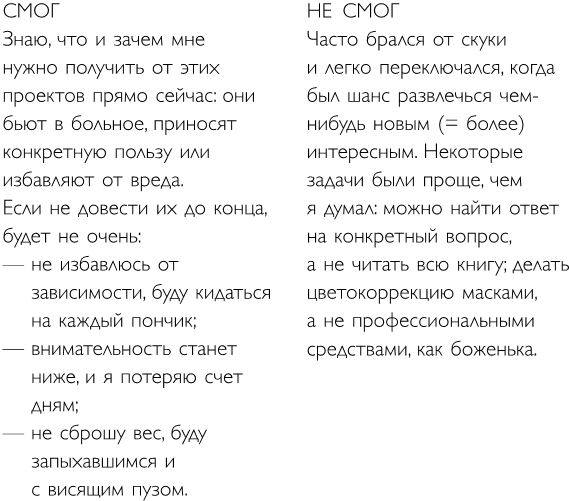 СМОГ
Знаю, что и зачем мне
нужно получить от этих
проектов прямо сейчас: они
бьют в больное, приносят
конкретную пользу или
избавляют от вреда.
Если не довести их до конца,
будет не очень:
— не избавлюсь от
зависимости, буду кидаться
на каждый пончик;
— внимательность станет
ниже, и я потеряю счет
дням;
— не сброшу вес, буду
запыхавшимся и
с висящим пузом.
НЕ СМОГ
Часто брался от скуки
и легко переключался, когда
был шанс развлечься чем-
нибудь новым (= более)
интересным. Некоторые
задачи были проще, чем
я думал: можно найти ответ
на конкретный вопрос,
а не читать всю книгу; делать
цветокоррекцию масками,
а не профессиональными
средствами, как боженька.